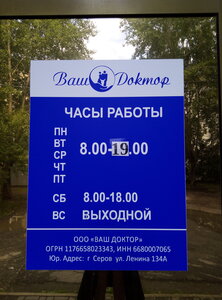 Ваш Доктор
ЧАСЫ РАБОТЫ
ПН
ВТ
СР
ЧТ
ПТ
8.00-19.00
СБ 8.00-18.00
ВС ВЫХОДНОЙ
ООО «ВАШ ДОКТОР»
ОГРН 1176658023343, ИНН 6680007065
Юр. Адрес: г Серов ул. Ленина 134А